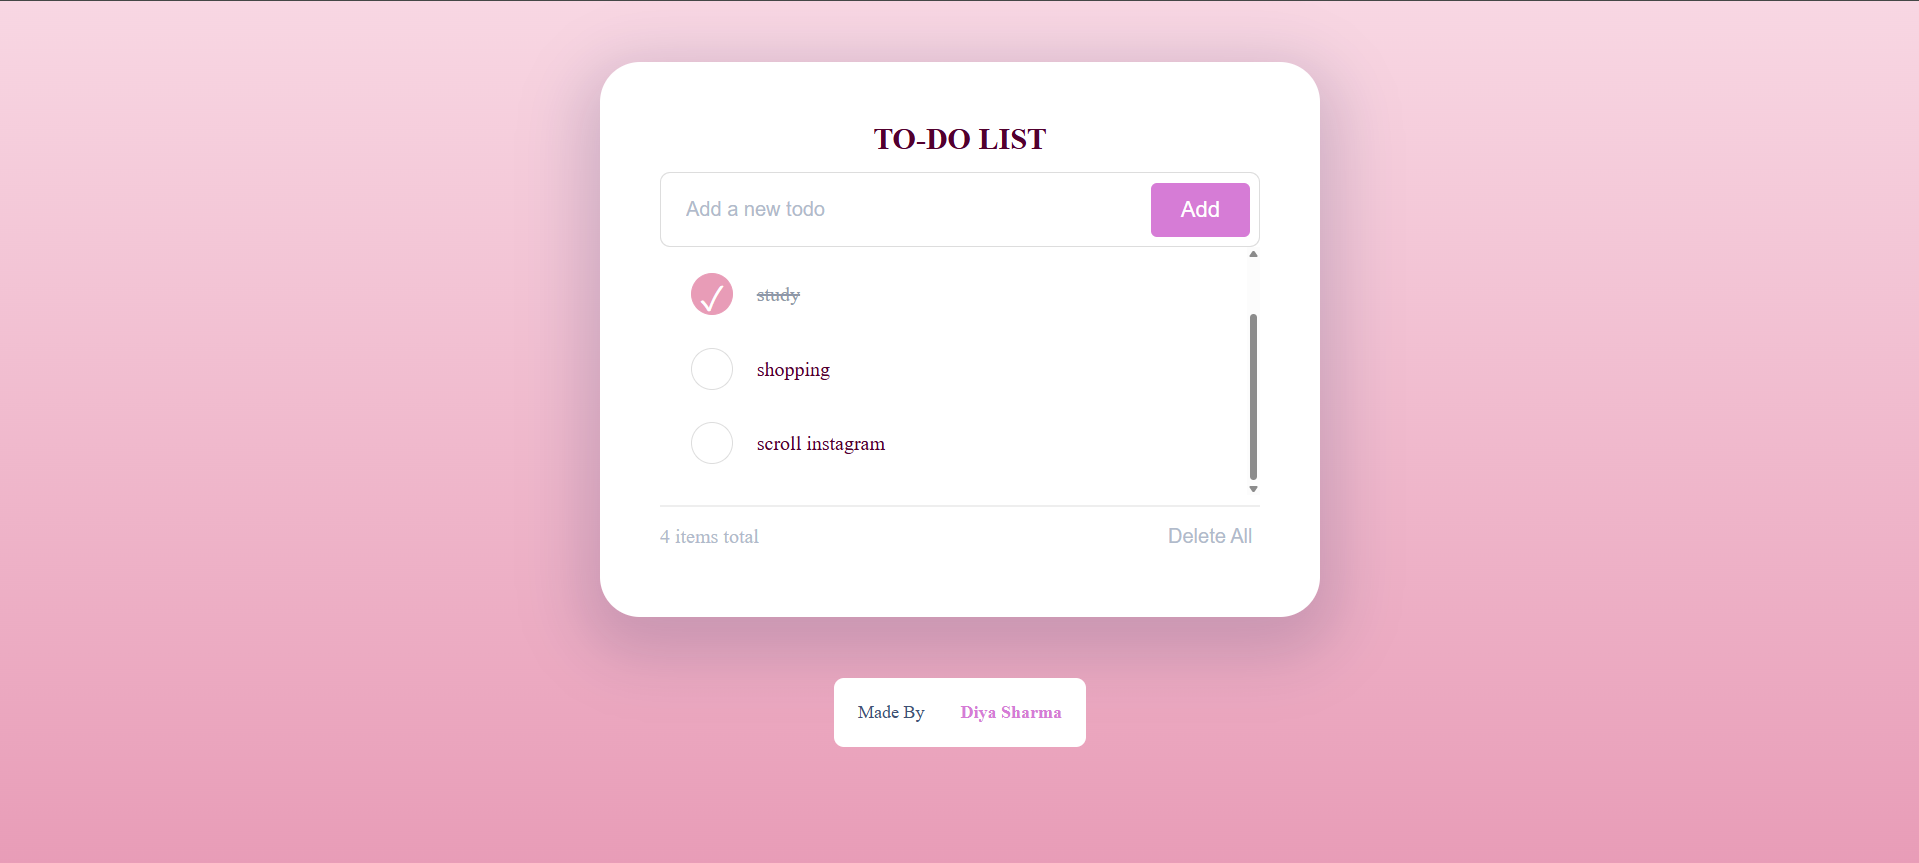 TO-DO LIST
Add a new todo Add
study
shopping
scroll instagram
4 items total Delete All
Made By Diya Sharma